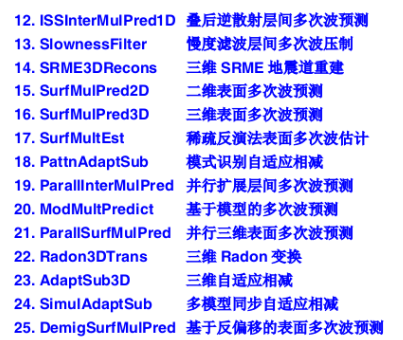 12. ISSInterMulPred1D 叠后逆散射层间多次波预测
13. SlownessFilter 慢度滤波层间多次波压制
14. SRME3DRecons 三维 SRME 地震道重建
15. SurfMulPred2D 二维表面多次波预测
16. SurfMulPred3D 三维表面多次波预测
17. SurfMultEst 稀疏反演法表面多次波估计
18. PattnAdaptSub 模式识别自适应相减
19. ParallInterMulPred 并行扩展层间多次波预测
20. ModMultPredict 基于模型的多次波预测
21. ParallSurfMulPred 并行三维表面多次波预测
22. Radon3DTrans 三维 Radon 变换
23. AdaptSub3D 三维自适应相减
24. SimulAdaptSub 多模型同步自适应相减
25. DemigSurfMulPred 基于反偏移的表面多次波预测